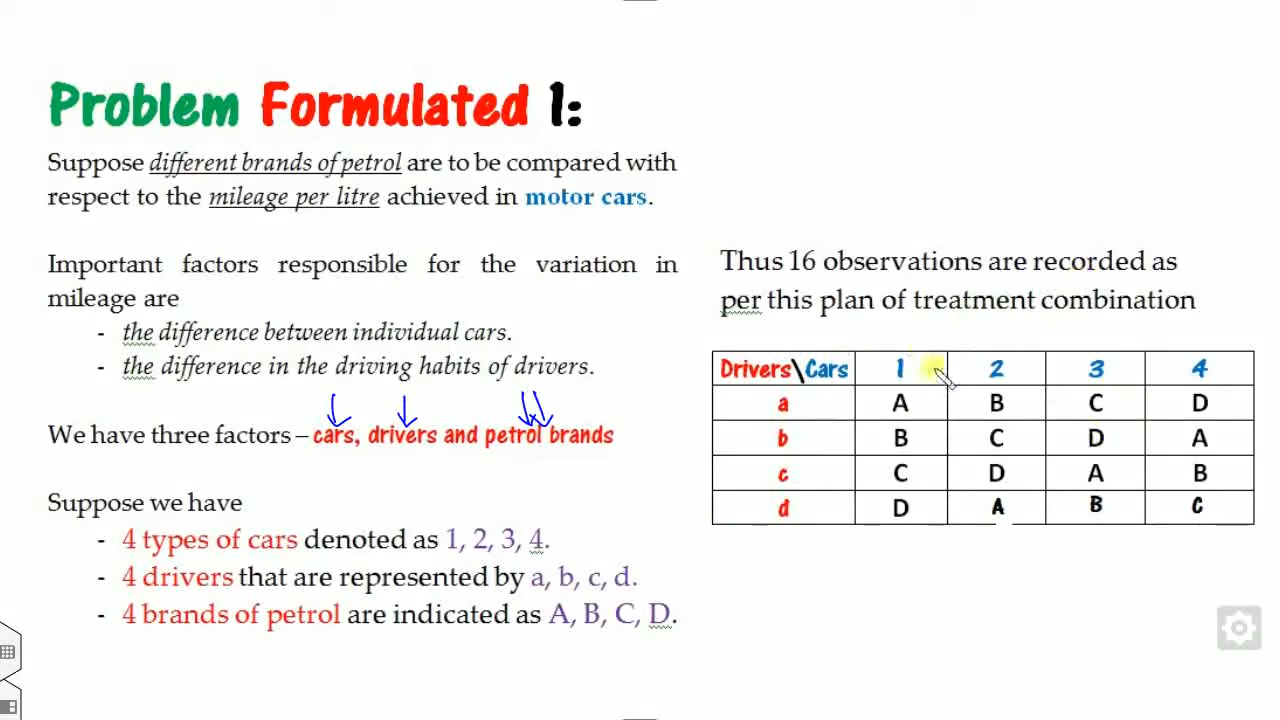 Problem Formulated 1:
Suppose different brands of petrol are to be compared with
respect to the mileage per litre achieved in motor cars.
Important factors responsible for the variation in
mileage are
- the difference between individual cars.
- the difference in the driving habits of drivers.
We have three factors – cars, drivers and petrol brands
Suppose we have
- 4 types of cars denoted as 1, 2, 3, 4.
- 4 drivers that are represented by a, b, c, d.
- 4 brands of petrol are indicated as A, B, C, D.
Thus 16 observations are recorded as
per this plan of treatment combination
Drivers\Cars 1 2 3 4
a A B C D
b B C D A
c C D A B
d D A B C